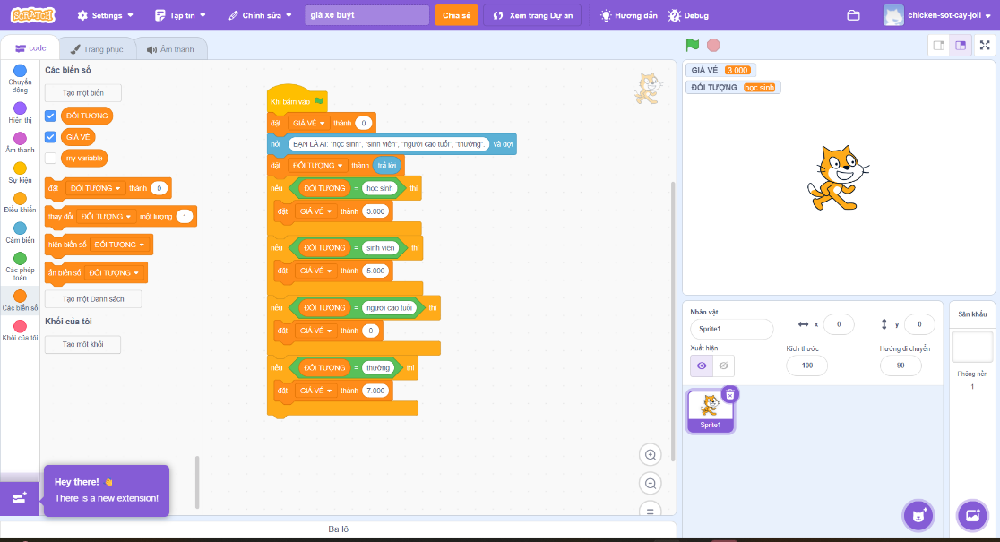 SCRATCH Settings Tập tin Chỉnh sửa giá xe buýt Chia sẻ Xem trang Dự án Hướng dẫn Debug chicken-sot-cay-joli
code Trang phục Âm thanh
Chuyển động
Hiển thị
Âm thanh
Sự kiện
Điều khiển
Cảm biến
Các phép toán
Các biến số
Khối của tôi
Các biến số
Tạo một biến
ĐỐI TƯỢNG
GIÁ VÉ
my variable
đặt ĐỐI TƯỢNG thành 0
thay đổi ĐỐI TƯỢNG một lượng 1
hiện biến số ĐỐI TƯỢNG
ẩn biến số ĐỐI TƯỢNG
Tạo một Danh sách
Khối của tôi
Tạo một khối
Hey there! 👋
There is a new extension!
Khi bấm vào
đặt GIÁ VÉ thành 0
hỏi BẠN LÀ AI: "học sinh", "sinh viên", "người cao tuổi", "thường". và đợi
đặt ĐỐI TƯỢNG thành trả lời
nếu ĐỐI TƯỢNG = học sinh thì
đặt GIÁ VÉ thành 3.000
nếu ĐỐI TƯỢNG = sinh viên thì
đặt GIÁ VÉ thành 5.000
nếu ĐỐI TƯỢNG = người cao tuổi thì
đặt GIÁ VÉ thành 0
nếu ĐỐI TƯỢNG = thường thì
đặt GIÁ VÉ thành 7.000
Ba lô
GIÁ VÉ 3.000
ĐỐI TƯỢNG học sinh
Nhân vật
Sprite1 x 0 y 0
Xuất hiện Kích thước Hướng di chuyển
100 90
Sprite1
Sân khấu
Phông nền
1